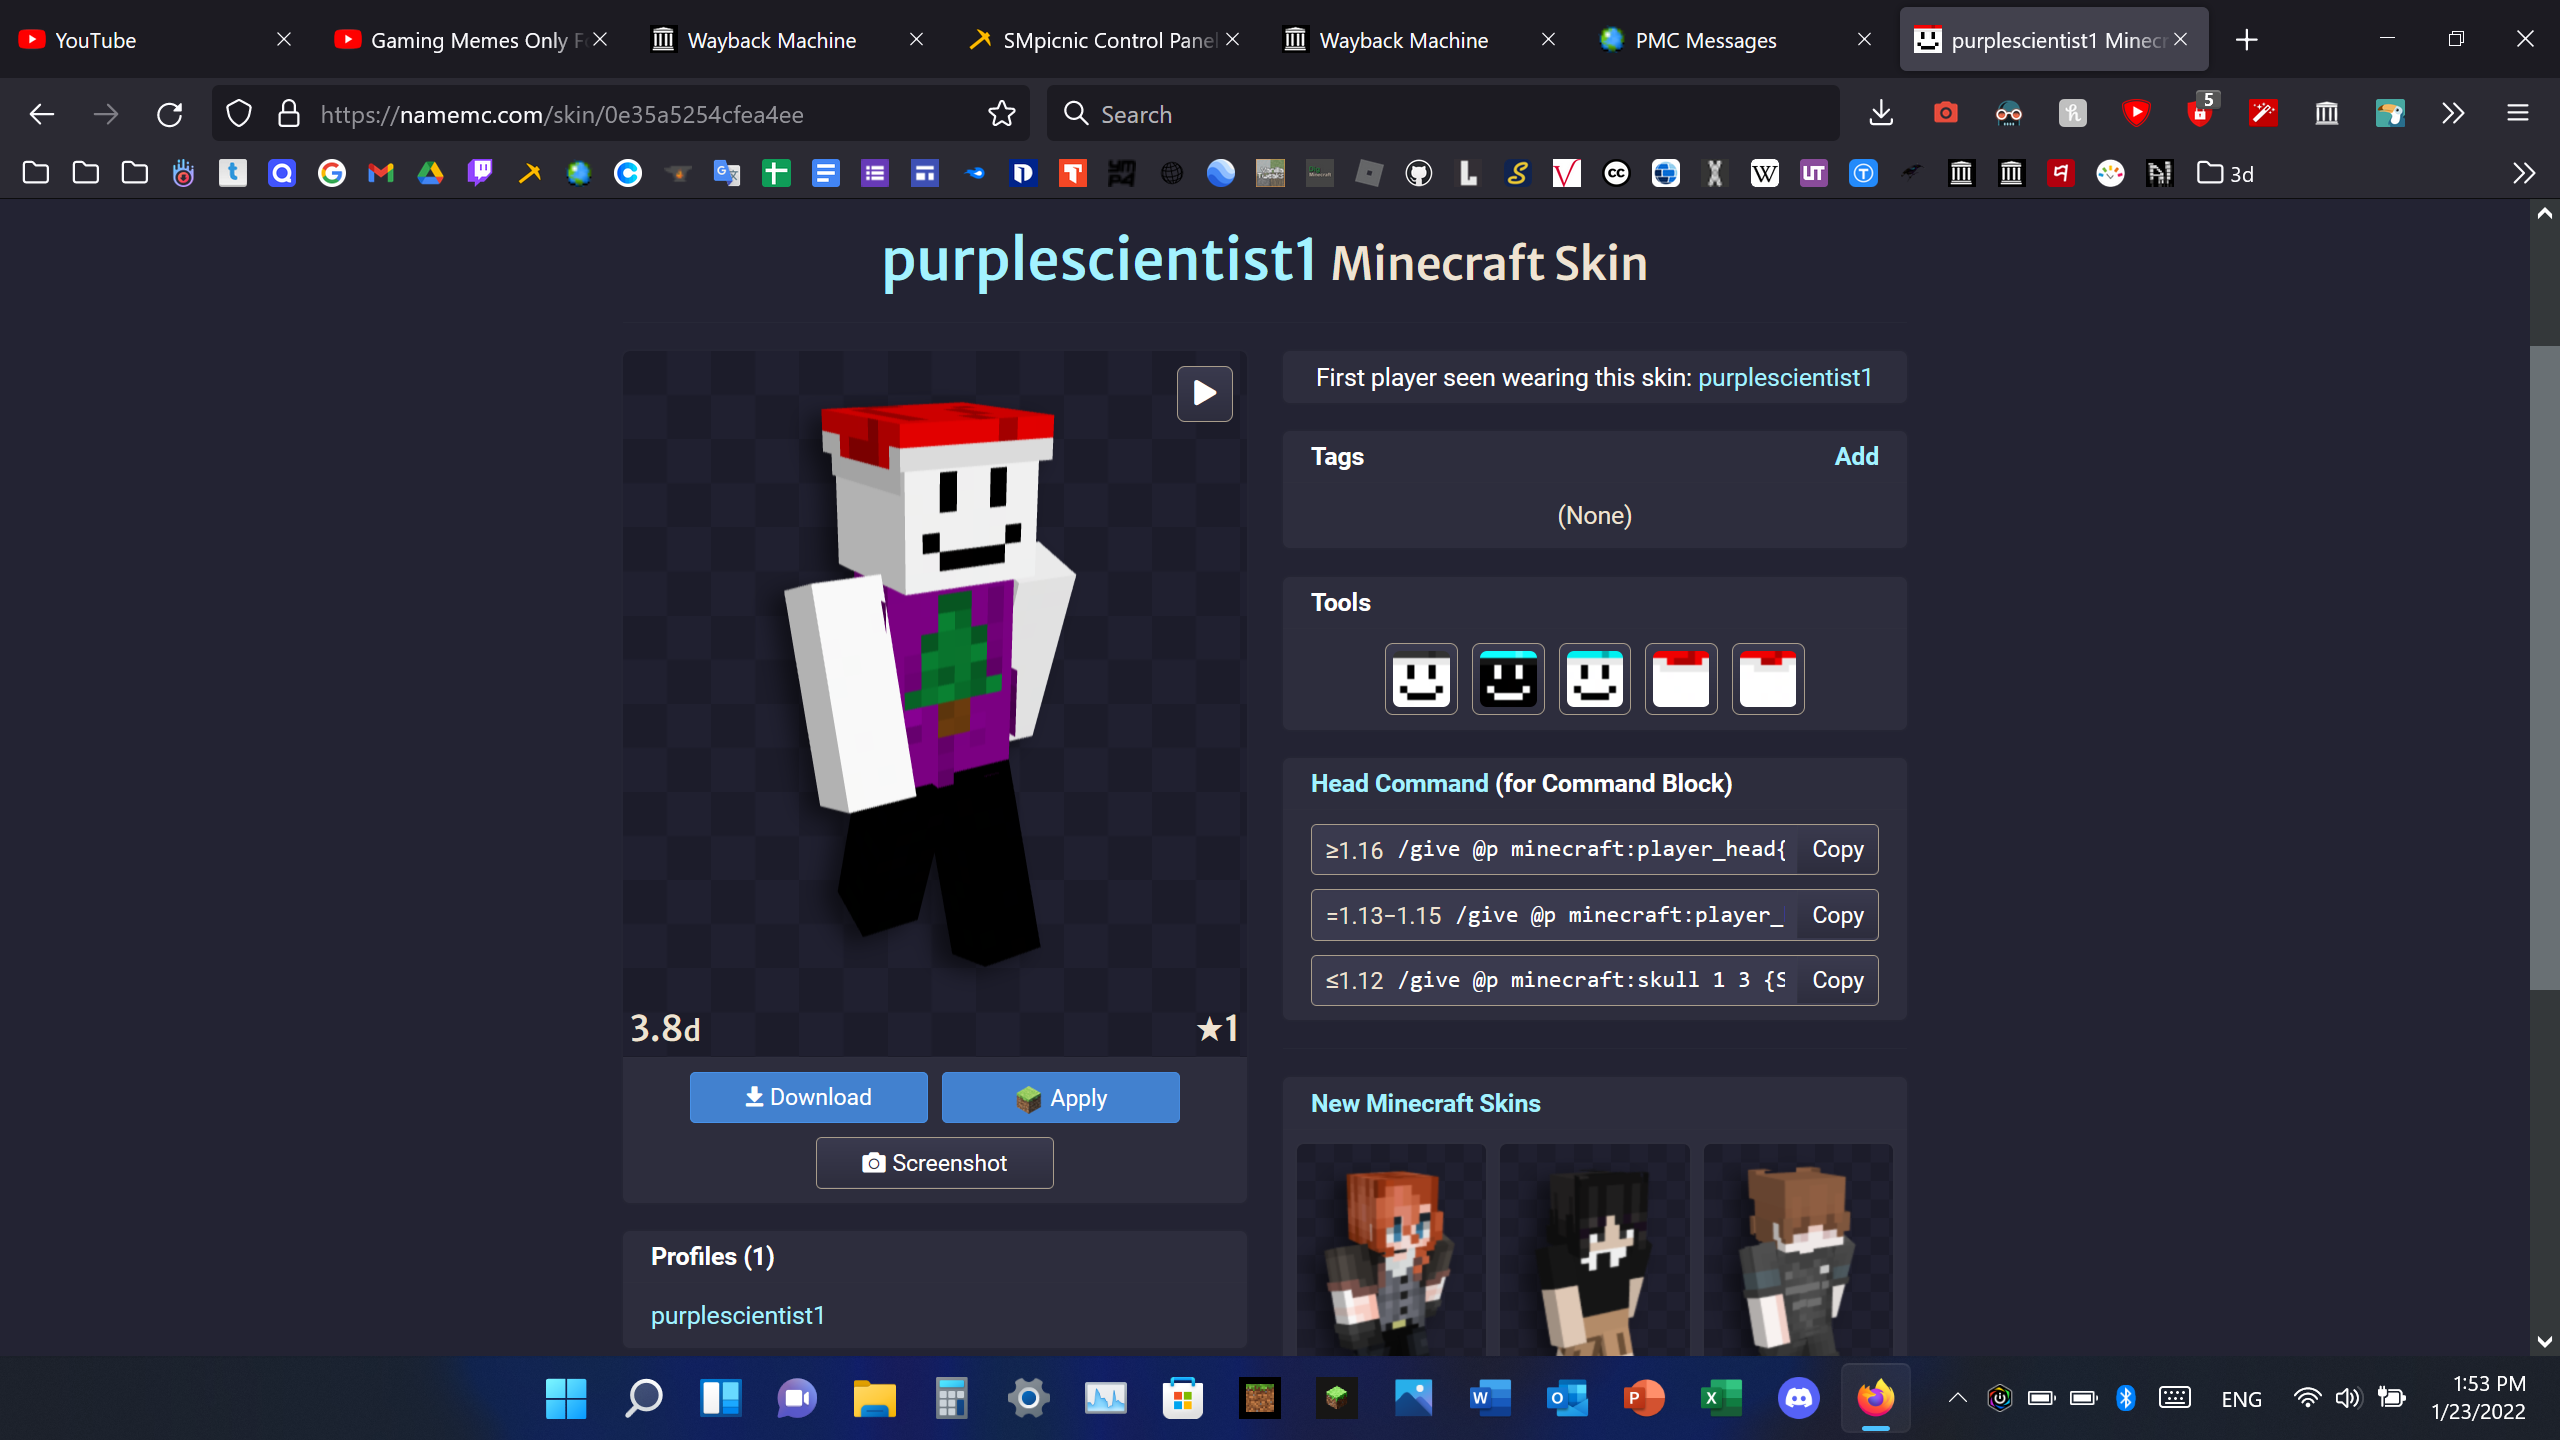 YouTube
Gaming Memes Only F
Wayback Machine
SMpicnic Control Panel
Wayback Machine
PMC Messages
purplescientist1 Minecr
https://namemc.com/skin/0e35a5254cfea4ee
Search
5
3d
purplescientist1 Minecraft Skin
First player seen wearing this skin: purplescientist1
Tags
Add
(None)
Tools
Head Command (for Command Block)
≥1.16 /give @p minecraft:player_head{
Copy
=1.13–1.15 /give @p minecraft:player_
Copy
≤1.12 /give @p minecraft:skull 1 3 {S
Copy
3.8d
★1
Download
Apply
Screenshot
New Minecraft Skins
Profiles (1)
purplescientist1
ENG
1:53 PM
1/23/2022